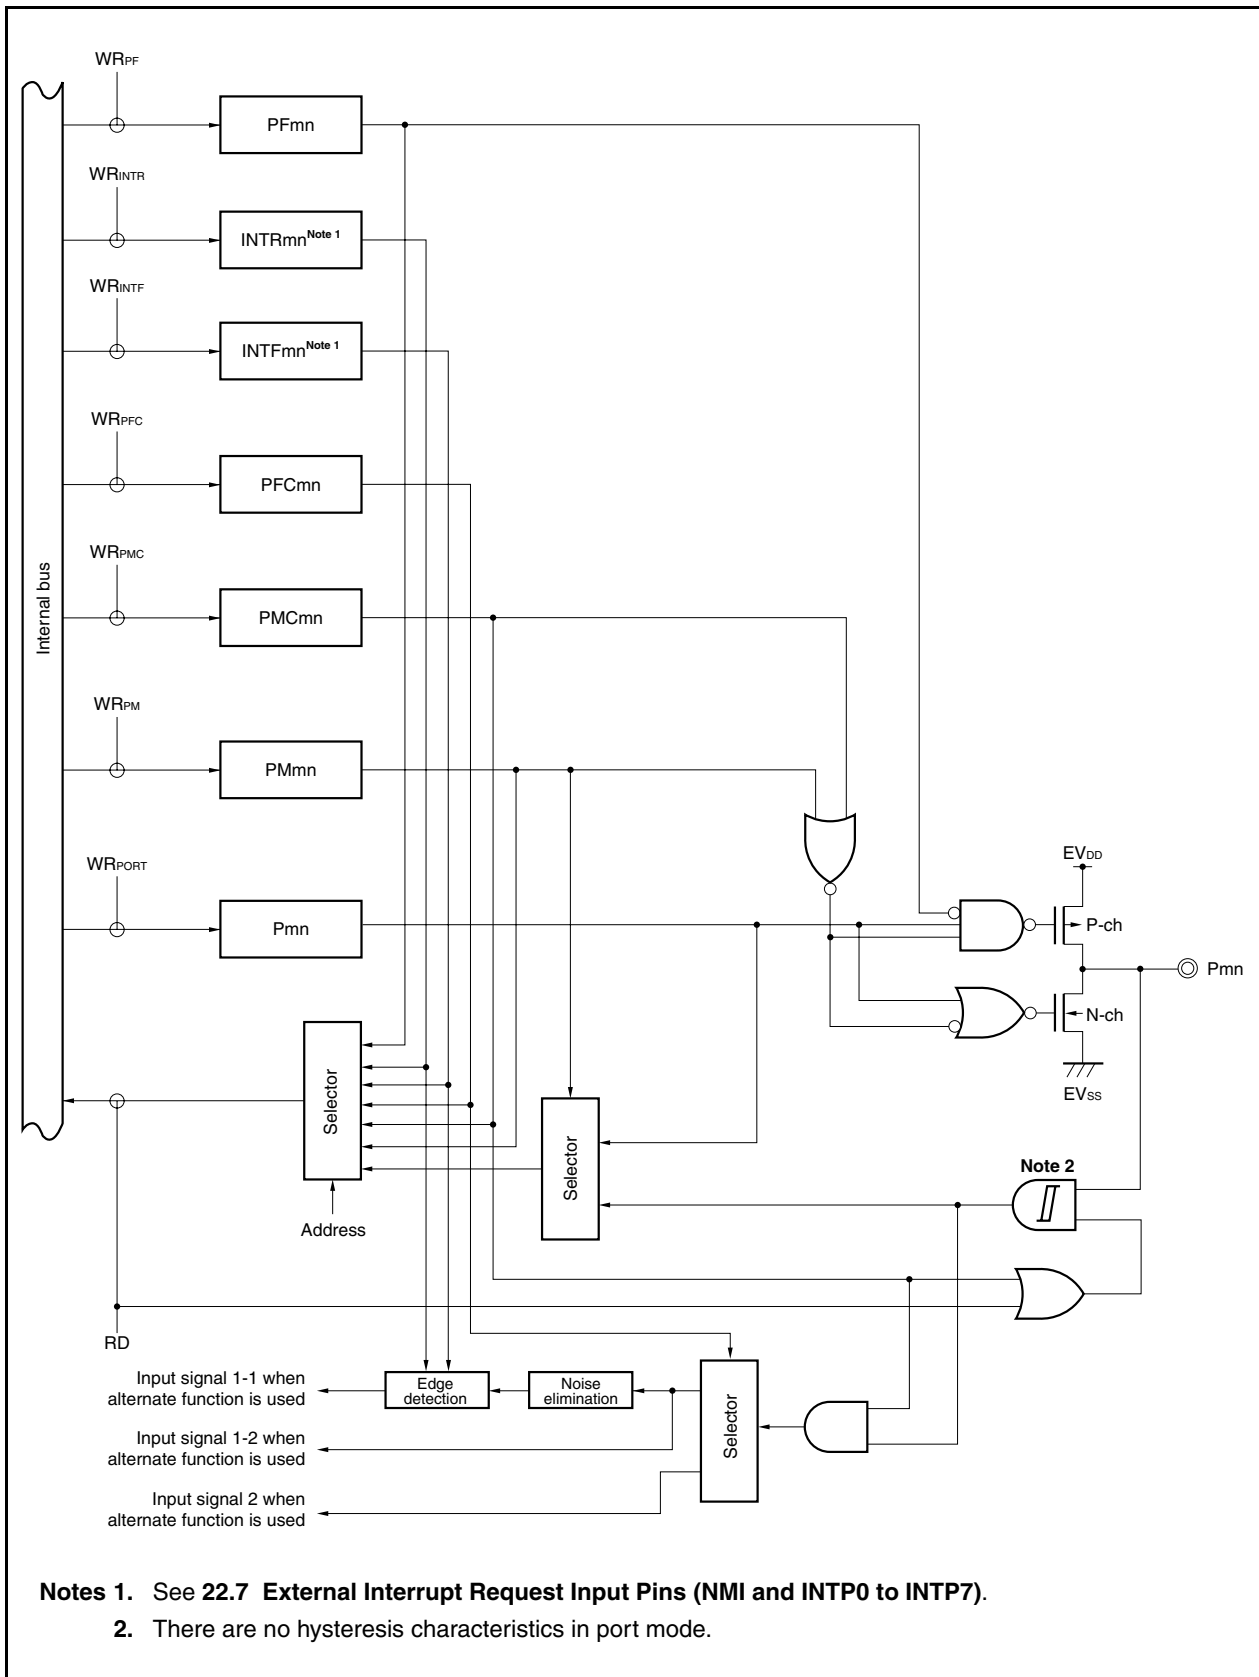 WRPF
PFmn
WRINTR
INTRmn Note 1
WRINTF
INTFmn Note 1
WRPFC
PFCmn
WRPMC
PMCmn
Internal bus
WRPM
PMmn
WRPORT
Pmn
EVDD
P-ch
Pmn
N-ch
EVSS
Selector
Selector
Address
Note 2
RD
Input signal 1-1 when
alternate function is used
Edge
detection
Noise
elimination
Selector
Input signal 1-2 when
alternate function is used
Input signal 2 when
alternate function is used
Notes 1. See 22.7 External Interrupt Request Input Pins (NMI and INTP0 to INTP7).
2. There are no hysteresis characteristics in port mode.